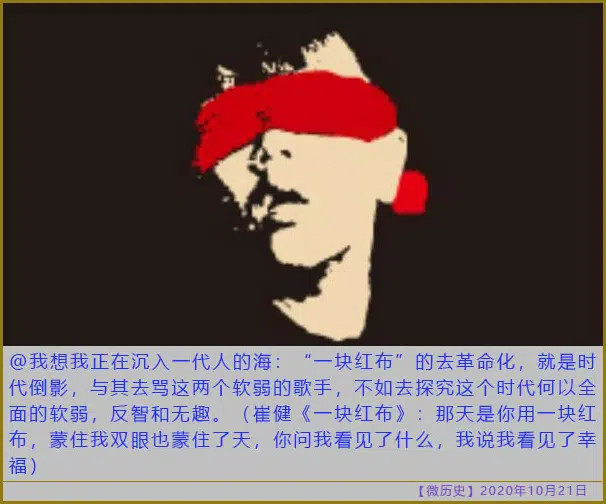 @我想我正在沉入一代人的海：“一块红布”的去革命化，就是时
代倒影，与其去骂这两个软弱的歌手，不如去探究这个时代何以全
面的软弱，反智和无趣。（崔健《一块红布》：那天是你用一块红
布，蒙住我双眼也蒙住了天，你问我看见了什么，我说我看见了幸
福）
【微历史】2020年10月21日